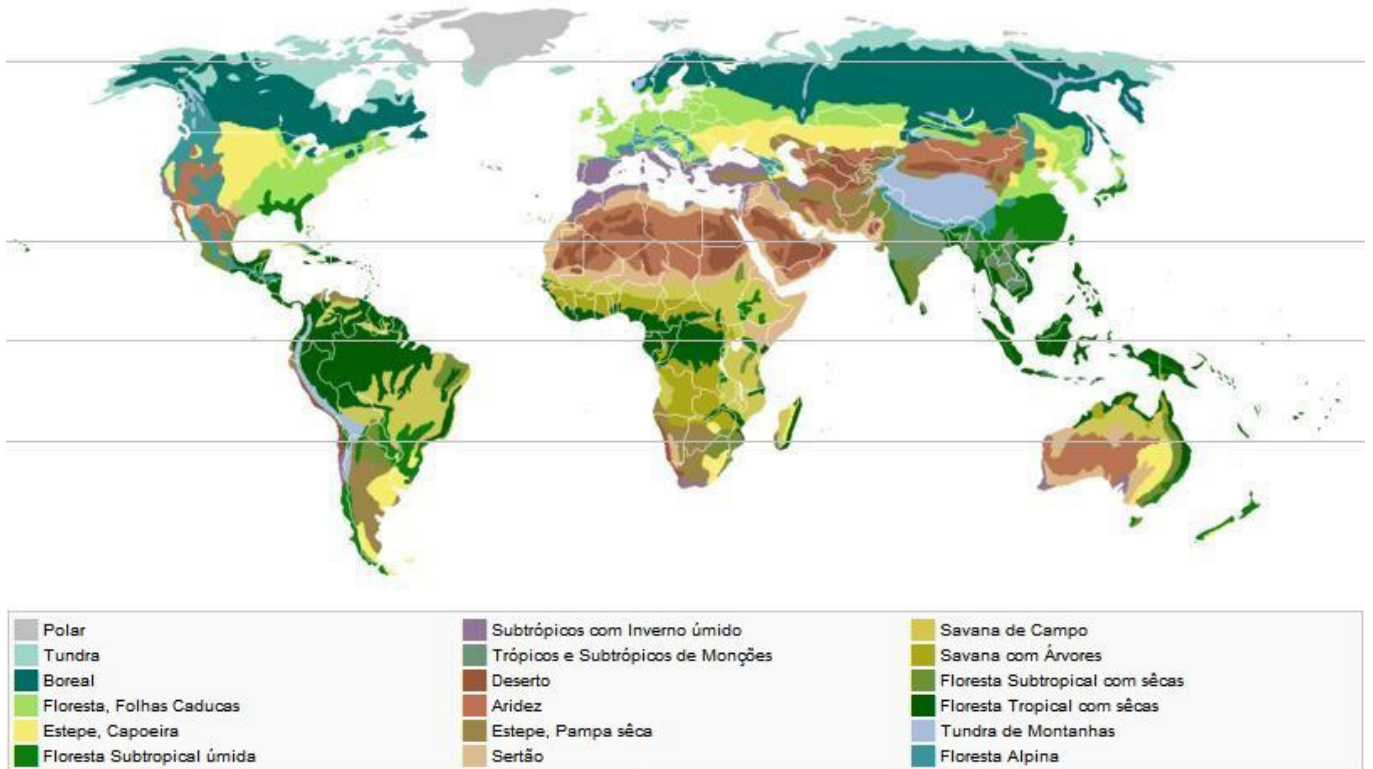 Polar
Tundra
Boreal
Floresta, Folhas Caducas
Estepe, Capoeira
Floresta Subtropical úmida
Subtrópicos com Inverno úmido
Trópicos e Subtrópicos de Monções
Deserto
Aridez
Estepe, Pampa sêca
Sertão
Savana de Campo
Savana com Árvores
Floresta Subtropical com sêcas
Floresta Tropical com sêcas
Tundra de Montanhas
Floresta Alpina